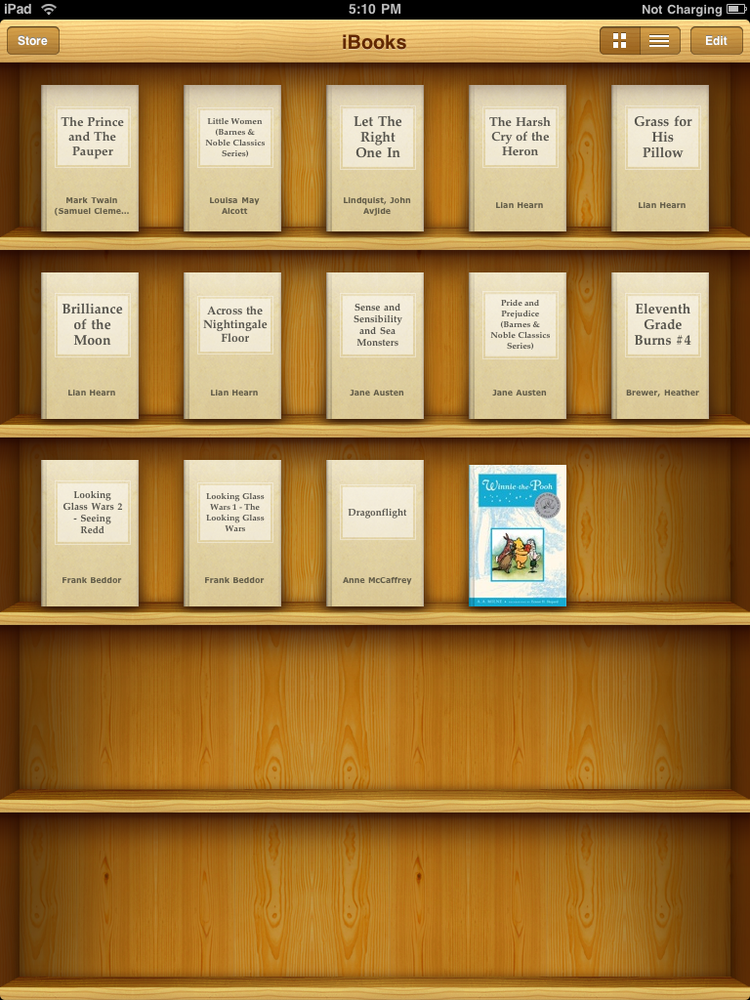 iPad 5:10 PM Not Charging
Store iBooks Edit
The Prince
and The
Pauper
Mark Twain
(Samuel Cleme...
Little Women
(Barnes &
Noble Classics
Series)
Louisa May
Alcott
Let The
Right
One In
Lindquist, John
Avjide
The Harsh
Cry of the
Heron
Lian Hearn
Grass for
His
Pillow
Lian Hearn
Brilliance
of the
Moon
Lian Hearn
Across the
Nightingale
Floor
Lian Hearn
Sense and
Sensibility
and Sea
Monsters
Jane Austen
Pride and
Prejudice
(Barnes &
Noble Classics
Series)
Jane Austen
Eleventh
Grade
Burns #4
Brewer, Heather
Looking
Glass Wars 2
- Seeing
Redd
Frank Beddor
Looking Glass
Wars 1 - The
Looking Glass
Wars
Frank Beddor
Dragonflight
Anne McCaffrey
Winnie-the-Pooh
A. A. MILNE